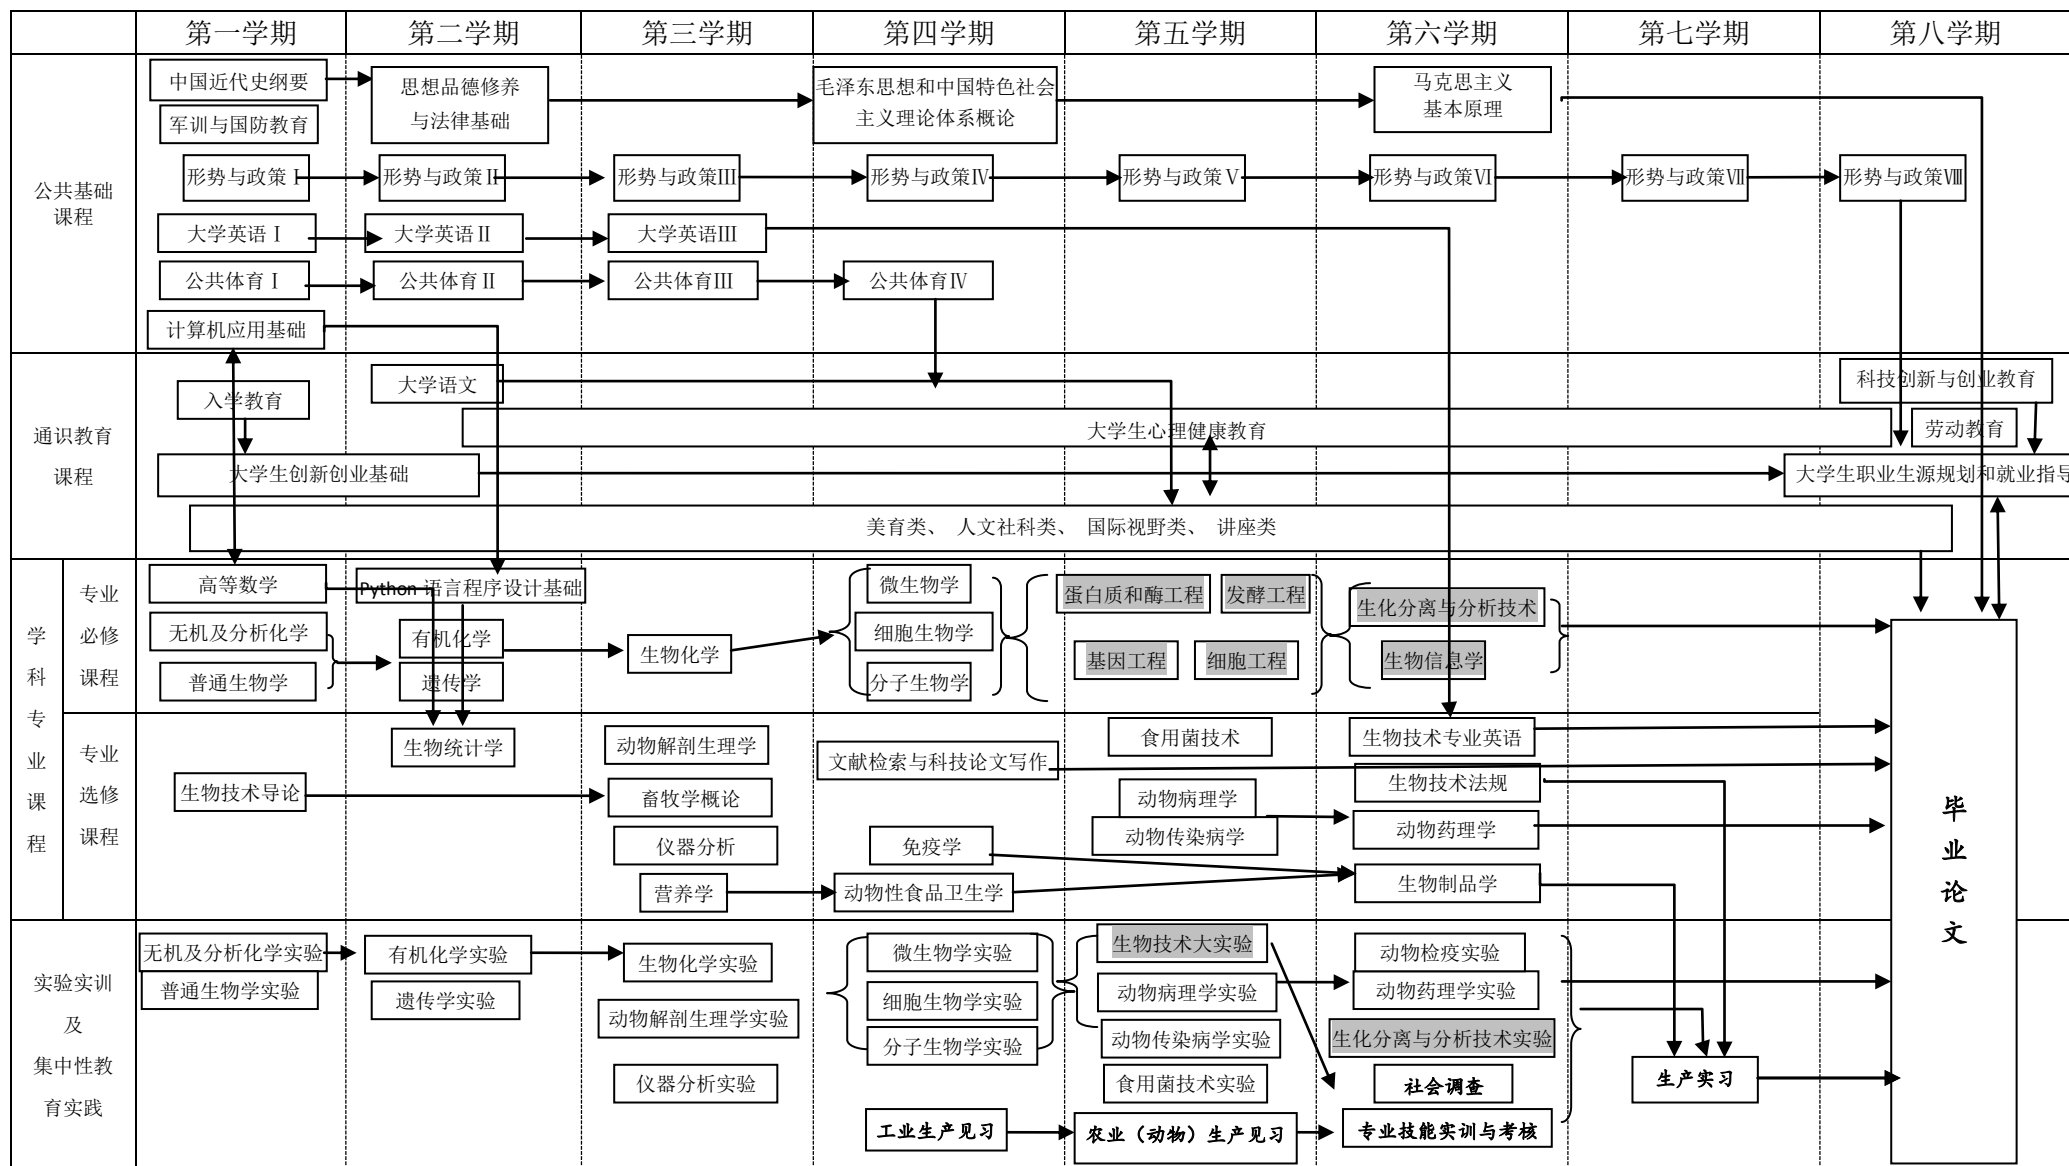 第一学期 第二学期 第三学期 第四学期 第五学期 第六学期 第七学期 第八学期
公共基础
课程
中国近代史纲要
军训与国防教育
思想品德修养
与法律基础
毛泽东思想和中国特色社会
主义理论体系概论
马克思主义
基本原理
形势与政策Ⅰ 形势与政策Ⅱ 形势与政策Ⅲ 形势与政策Ⅳ 形势与政策Ⅴ 形势与政策Ⅵ 形势与政策Ⅶ 形势与政策Ⅷ
大学英语Ⅰ 大学英语Ⅱ 大学英语Ⅲ
公共体育Ⅰ 公共体育Ⅱ 公共体育Ⅲ 公共体育Ⅳ
计算机应用基础
通识教育
课程
入学教育
大学语文
科技创新与创业教育
大学生心理健康教育
劳动教育
大学生创新创业基础
大学生职业生源规划和就业指导
美育类、 人文社科类、 国际视野类、 讲座类
学
科
专
业
课
程
专业
必修
课程
高等数学
无机及分析化学
普通生物学
Python 语言程序设计基础
有机化学
遗传学
生物化学
微生物学
细胞生物学
分子生物学
蛋白质和酶工程 发酵工程
基因工程 细胞工程
生化分离与分析技术
生物信息学
专业
选修
课程
生物技术导论
生物统计学
动物解剖生理学
畜牧学概论
仪器分析
营养学
文献检索与科技论文写作
免疫学
动物性食品卫生学
食用菌技术
动物病理学
动物传染病学
生物技术专业英语
生物技术法规
动物药理学
生物制品学
毕
业
论
文
实验实训
及
集中性教
育实践
无机及分析化学实验
普通生物学实验
有机化学实验
遗传学实验
生物化学实验
动物解剖生理学实验
仪器分析实验
微生物学实验
细胞生物学实验
分子生物学实验
工业生产见习
生物技术大实验
动物病理学实验
动物传染病学实验
食用菌技术实验
农业（动物）生产见习
动物检疫实验
动物药理学实验
生化分离与分析技术实验
社会调查
专业技能实训与考核
生产实习